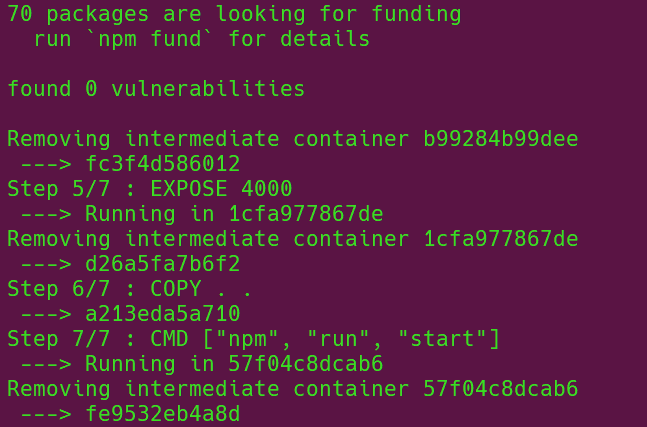 70 packages are looking for funding
  run `npm fund` for details

found 0 vulnerabilities

Removing intermediate container b99284b99dee
 ---> fc3f4d586012
Step 5/7 : EXPOSE 4000
 ---> Running in 1cfa977867de
Removing intermediate container 1cfa977867de
 ---> d26a5fa7b6f2
Step 6/7 : COPY . .
 ---> a213eda5a710
Step 7/7 : CMD ["npm", "run", "start"]
 ---> Running in 57f04c8dcab6
Removing intermediate container 57f04c8dcab6
 ---> fe9532eb4a8d